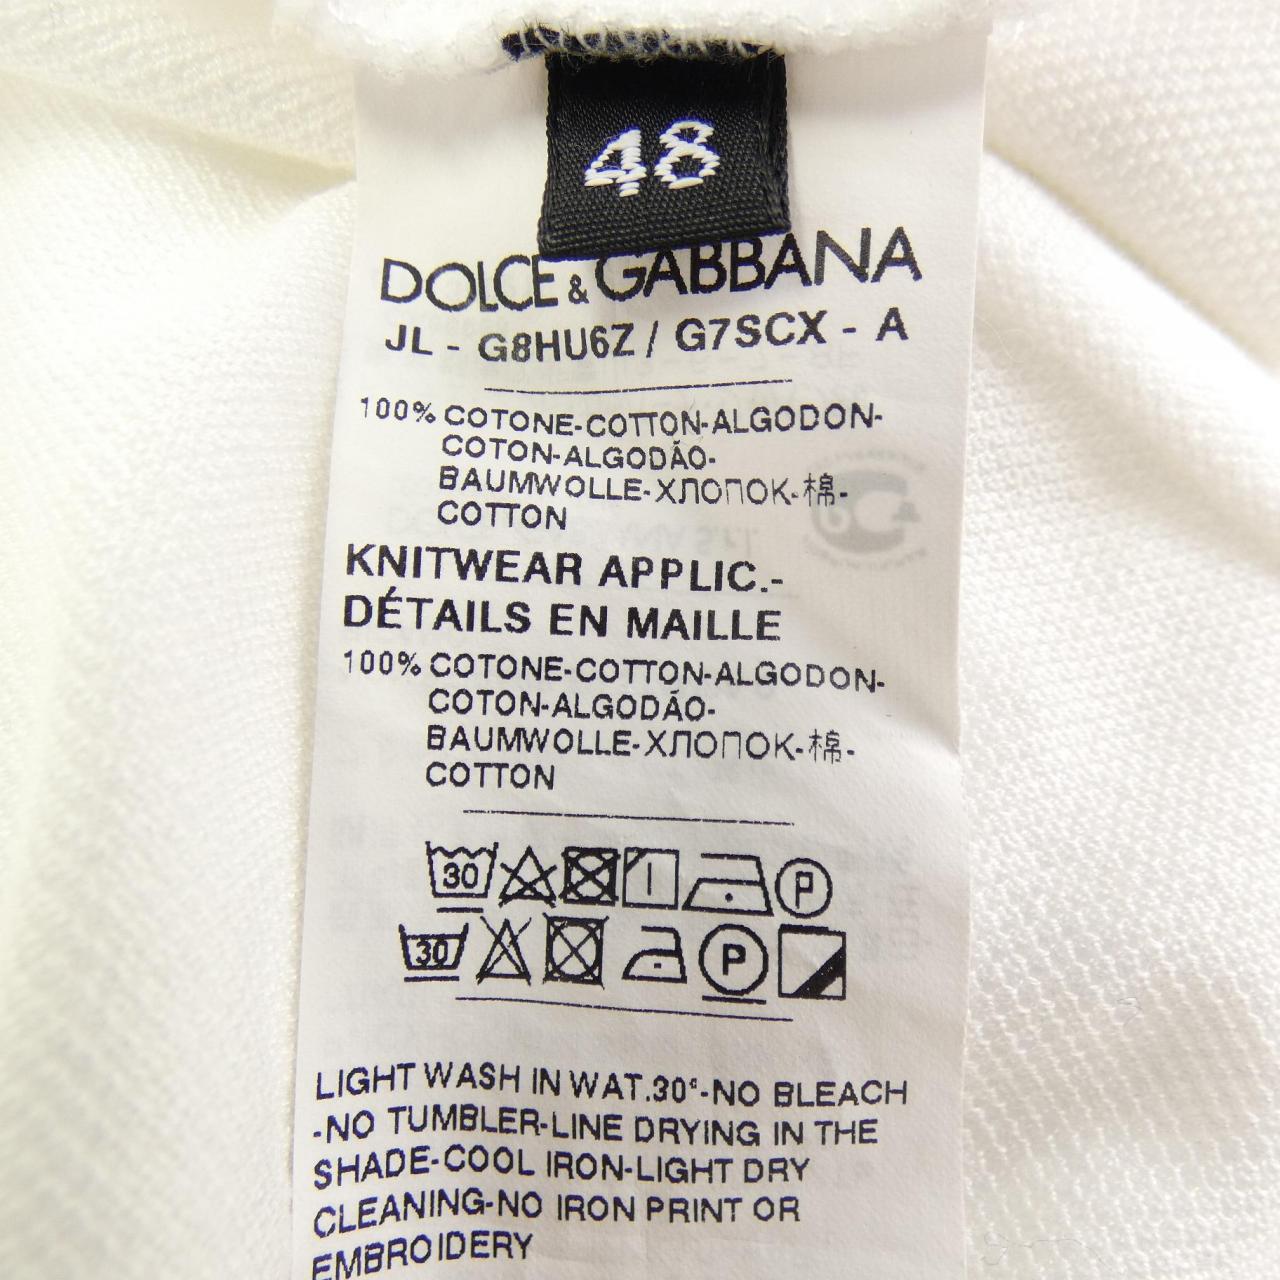 48
DOLCE & GABBANA
JL - G8HU6Z / G7SCX - A
100% COTONE-COTTON-ALGODON-
COTON-ALGODÃO-
BAUMWOLLE-ХЛОПОК-棉-
COTTON
KNITWEAR APPLIC.-
DÉTAILS EN MAILLE
100% COTONE-COTTON-ALGODON-
COTON-ALGODÃO-
BAUMWOLLE-ХЛОПОК-棉-
COTTON
30 P
30 P
LIGHT WASH IN WAT.30°-NO BLEACH
-NO TUMBLER-LINE DRYING IN THE
SHADE-COOL IRON-LIGHT DRY
CLEANING-NO IRON PRINT OR
EMBROIDERY